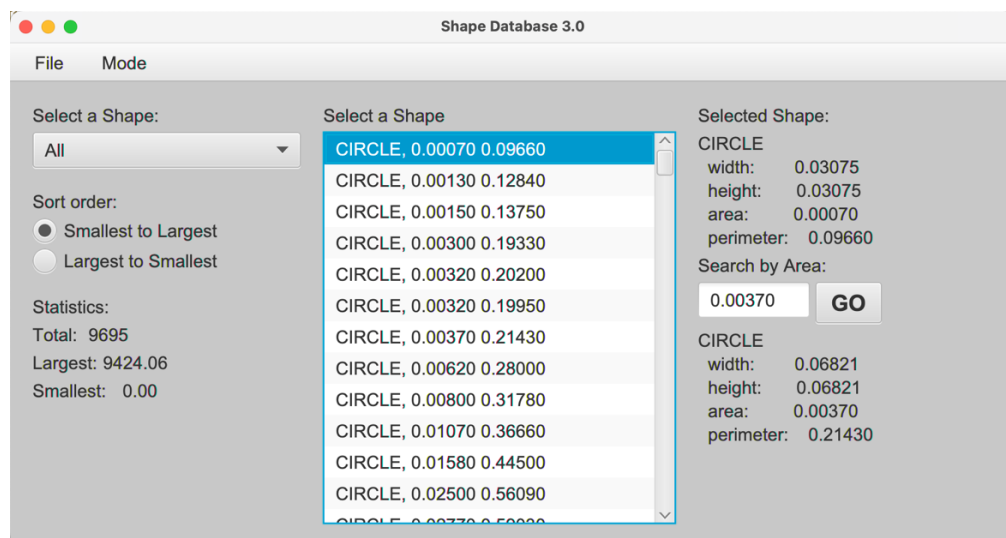 Shape Database 3.0
File Mode
Select a Shape:
All
Sort order:
Smallest to Largest
Largest to Smallest
Statistics:
Total: 9695
Largest: 9424.06
Smallest: 0.00
Select a Shape
CIRCLE, 0.00070 0.09660
CIRCLE, 0.00130 0.12840
CIRCLE, 0.00150 0.13750
CIRCLE, 0.00300 0.19330
CIRCLE, 0.00320 0.20200
CIRCLE, 0.00320 0.19950
CIRCLE, 0.00370 0.21430
CIRCLE, 0.00620 0.28000
CIRCLE, 0.00800 0.31780
CIRCLE, 0.01070 0.36660
CIRCLE, 0.01580 0.44500
CIRCLE, 0.02500 0.56090
Selected Shape:
CIRCLE
width: 0.03075
height: 0.03075
area: 0.00070
perimeter: 0.09660
Search by Area:
0.00370 GO
CIRCLE
width: 0.06821
height: 0.06821
area: 0.00370
perimeter: 0.21430